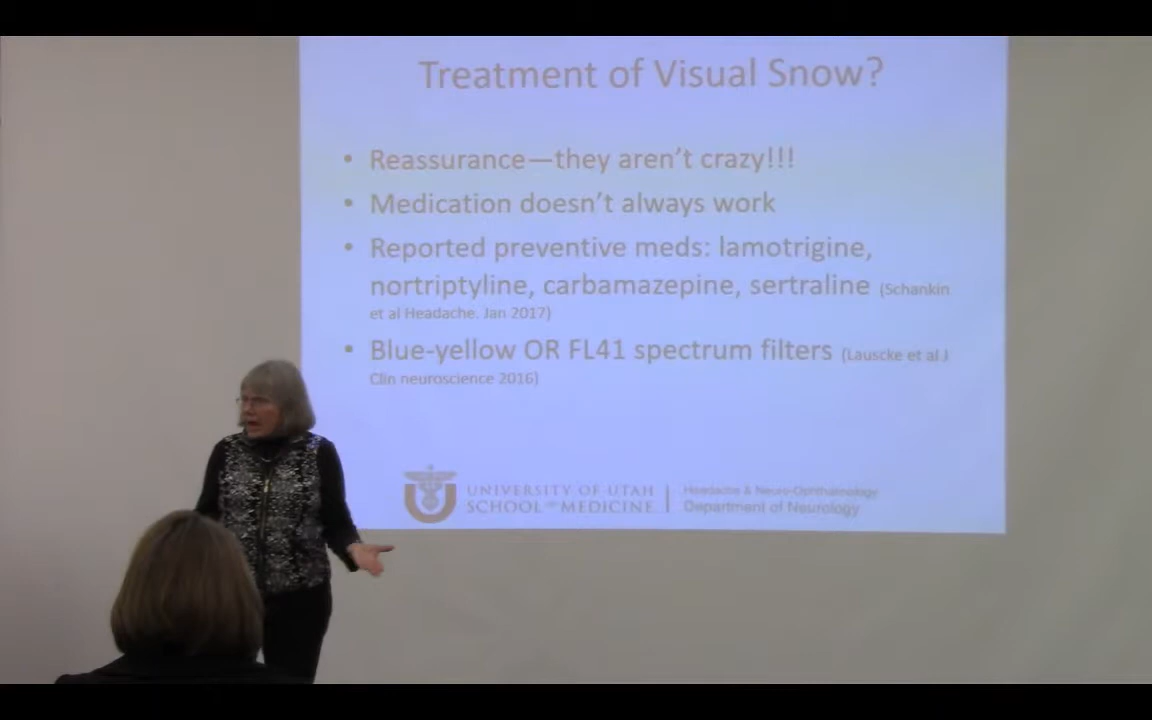 Treatment of Visual Snow?
• Reassurance—they aren't crazy!!!
• Medication doesn't always work
• Reported preventive meds: lamotrigine,
nortriptyline, carbamazepine, sertraline (Schankin
et al Headache. Jan 2017)
• Blue-yellow OR FL41 spectrum filters (Lauscke et al J
Clin neuroscience 2016)
UNIVERSITY OF UTAH
SCHOOL OF MEDICINE
Headache & Neuro-Ophthalmology
Department of Neurology